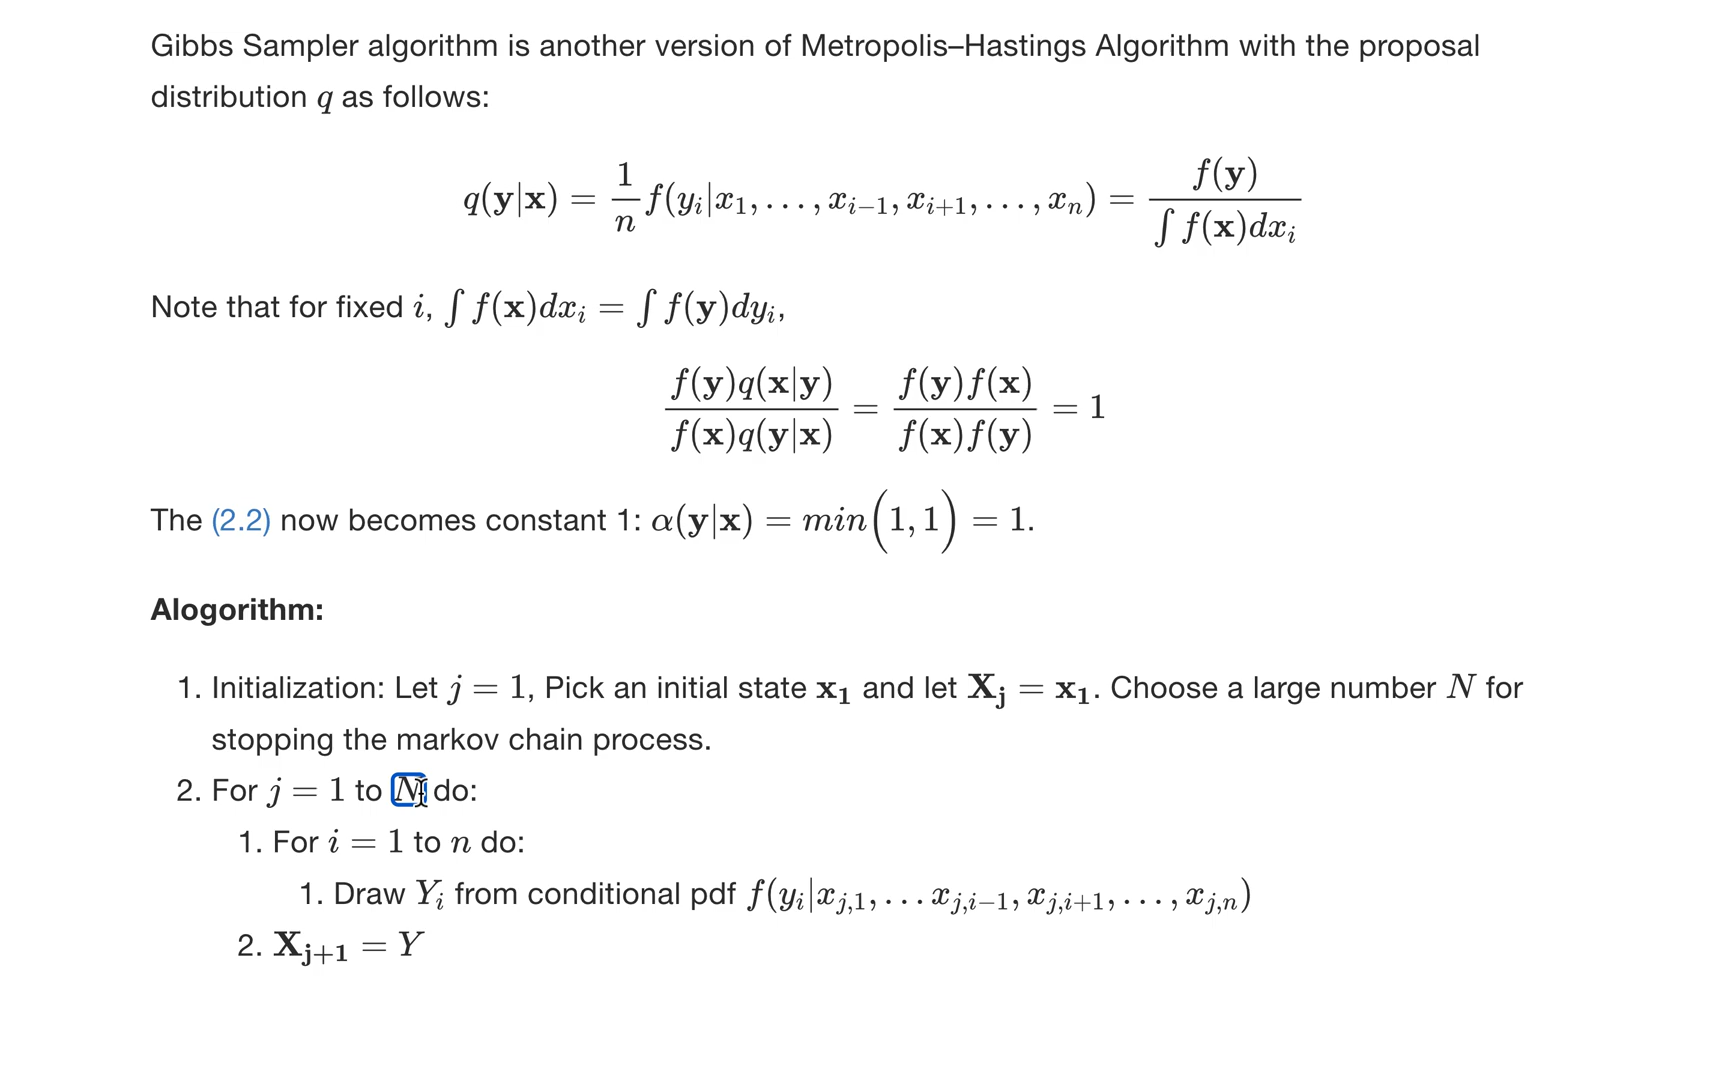 Gibbs Sampler algorithm is another version of Metropolis–Hastings Algorithm with the proposal
distribution q as follows:
q(y|x) = \frac{1}{n} f(y_i|x_1, . . . , x_{i−1}, x_{i+1}, . . . , x_n) = \frac{f(y)}{∫ f(x)dx_i}
Note that for fixed i, ∫ f(x)dx_i = ∫ f(y)dy_i,
\frac{f(y)q(x|y)}{f(x)q(y|x)} = \frac{f(y)f(x)}{f(x)f(y)} = 1
The (2.2) now becomes constant 1: α(y|x) = min(1, 1) = 1.
Alogorithm:
1. Initialization: Let j = 1, Pick an initial state x_1 and let X_j = x_1. Choose a large number N for
stopping the markov chain process.
2. For j = 1 to N do:
1. For i = 1 to n do:
1. Draw Y_i from conditional pdf f(y_i|x_{j,1}, . . . x_{j,i−1}, x_{j,i+1}, . . . , x_{j,n})
2. X_{j+1} = Y